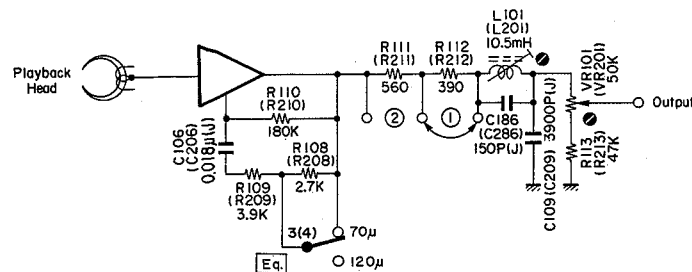 Playback
Head
R110
(R210)
180K
C106
(C206)
0.018μ(J)
R109
(R209)
3.9K
R108
(R208)
2.7K
3(4)
70μ
120μ
Eq.
R111
(R211)
560
②
R112
(R212)
390
①
L101
(L201)
10.5mH
C186
(C286)
150P(J)
C109(C209) 3900P(J)
VR101
(VR201)
50K
R113
(R213)
47K
Output